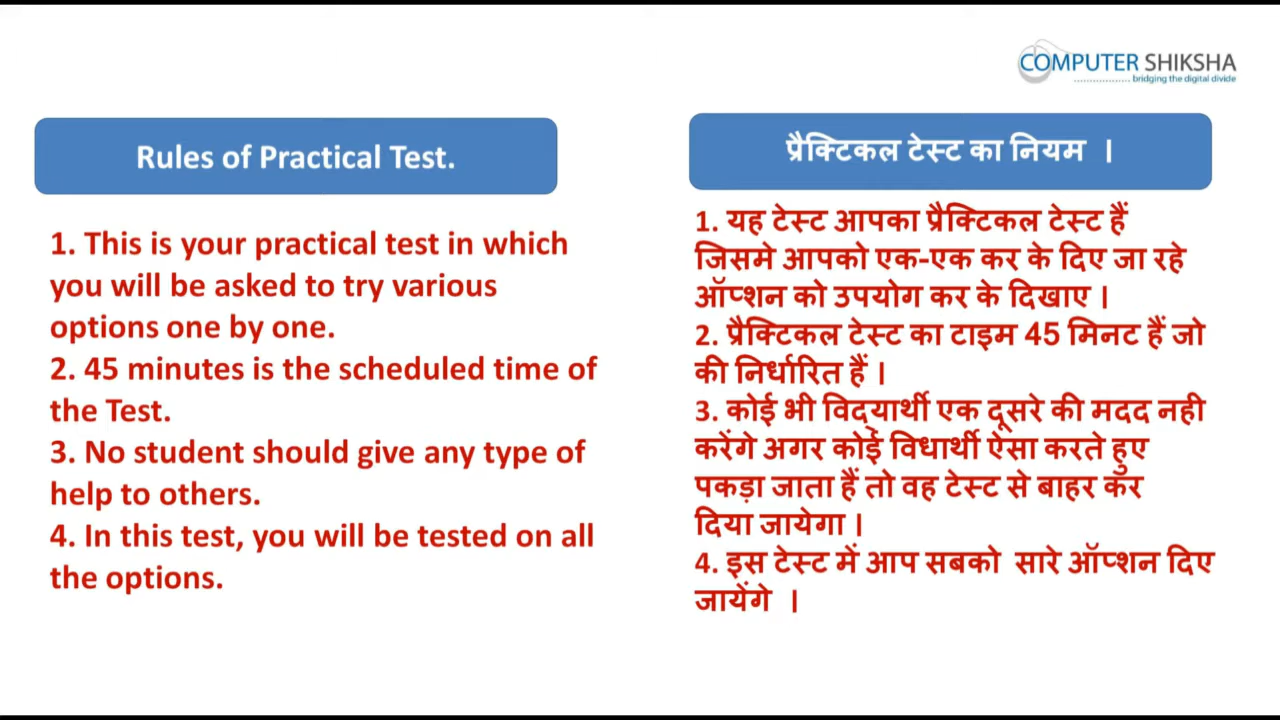 COMPUTER SHIKSHA
bridging the digital divide
Rules of Practical Test.
1. This is your practical test in which
you will be asked to try various
options one by one.
2. 45 minutes is the scheduled time of
the Test.
3. No student should give any type of
help to others.
4. In this test, you will be tested on all
the options.
प्रैक्टिकल टेस्ट का नियम ।
1. यह टेस्ट आपका प्रैक्टिकल टेस्ट हैं
जिसमे आपको एक-एक कर के दिए जा रहे
ऑप्शन को उपयोग कर के दिखाए ।
2. प्रैक्टिकल टेस्ट का टाइम 45 मिनट हैं जो
की निर्धारित हैं ।
3. कोई भी विद्यार्थी एक दूसरे की मदद नही
करेंगे अगर कोई विधार्थी ऐसा करते हुए
पकड़ा जाता हैं तो वह टेस्ट से बाहर कर
दिया जायेगा ।
4. इस टेस्ट में आप सबको सारे ऑप्शन दिए
जायेंगे ।